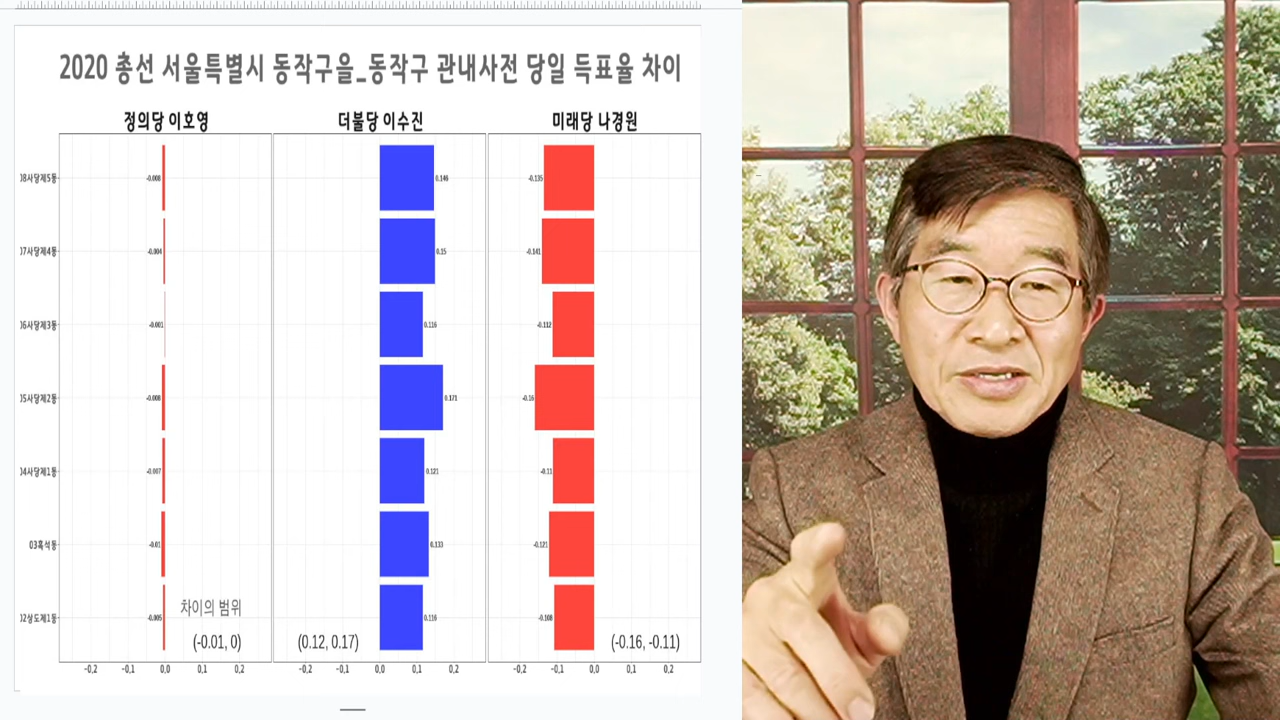 2020 총선 서울특별시 동작구을_동작구 관내사전 당일 득표율 차이
정의당 이호영 더불당 이수진 미래당 나경원
08사당제5동 -0.008 0.146 -0.135
07사당제4동 -0.004 0.15 -0.141
06사당제3동 -0.001 0.116 -0.112
05사당제2동 -0.008 0.171 -0.16
04사당제1동 -0.007 0.121 -0.11
03흑석동 -0.01 0.133 -0.121
02상도제1동 -0.005 0.116 -0.108
차이의 범위
(-0.01, 0) (0.12, 0.17) (-0.16, -0.11)
-0.2 -0.1 0.0 0.1 0.2 -0.2 -0.1 0.0 0.1 0.2 -0.2 -0.1 0.0 0.1 0.2